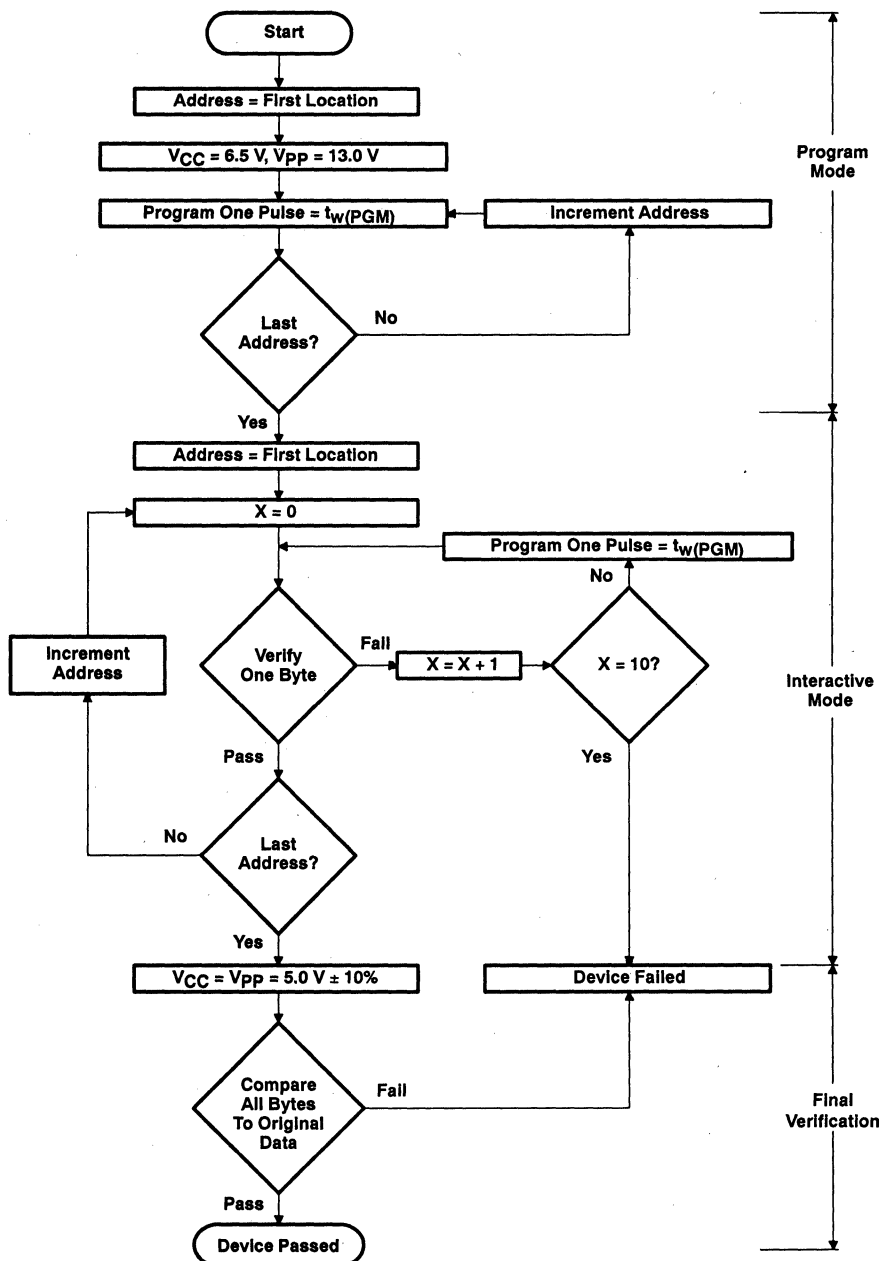 Start
Address = First Location
VCC = 6.5 V, VPP = 13.0 V
Program
Mode
Program One Pulse = tw(PGM)
Increment Address
Last
Address?
No
Yes
Address = First Location
X = 0
Program One Pulse = tw(PGM)
No
Increment
Address
Verify
One Byte
Fail
X = X + 1
X = 10?
Interactive
Mode
Pass
Yes
No
Last
Address?
Yes
VCC = VPP = 5.0 V ± 10%
Device Failed
Compare
All Bytes
To Original
Data
Fail
Final
Verification
Pass
Device Passed